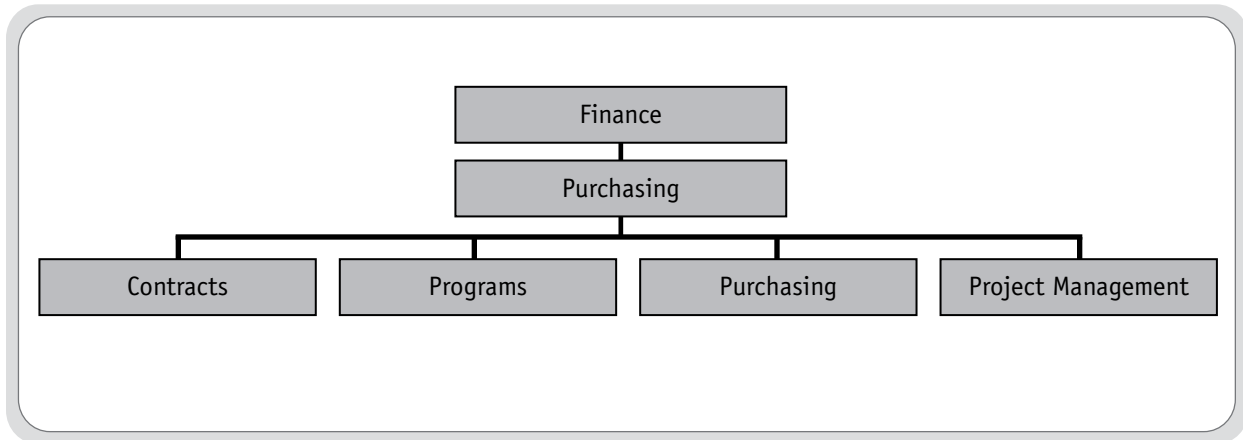 Finance
Purchasing
Contracts
Programs
Purchasing
Project Management